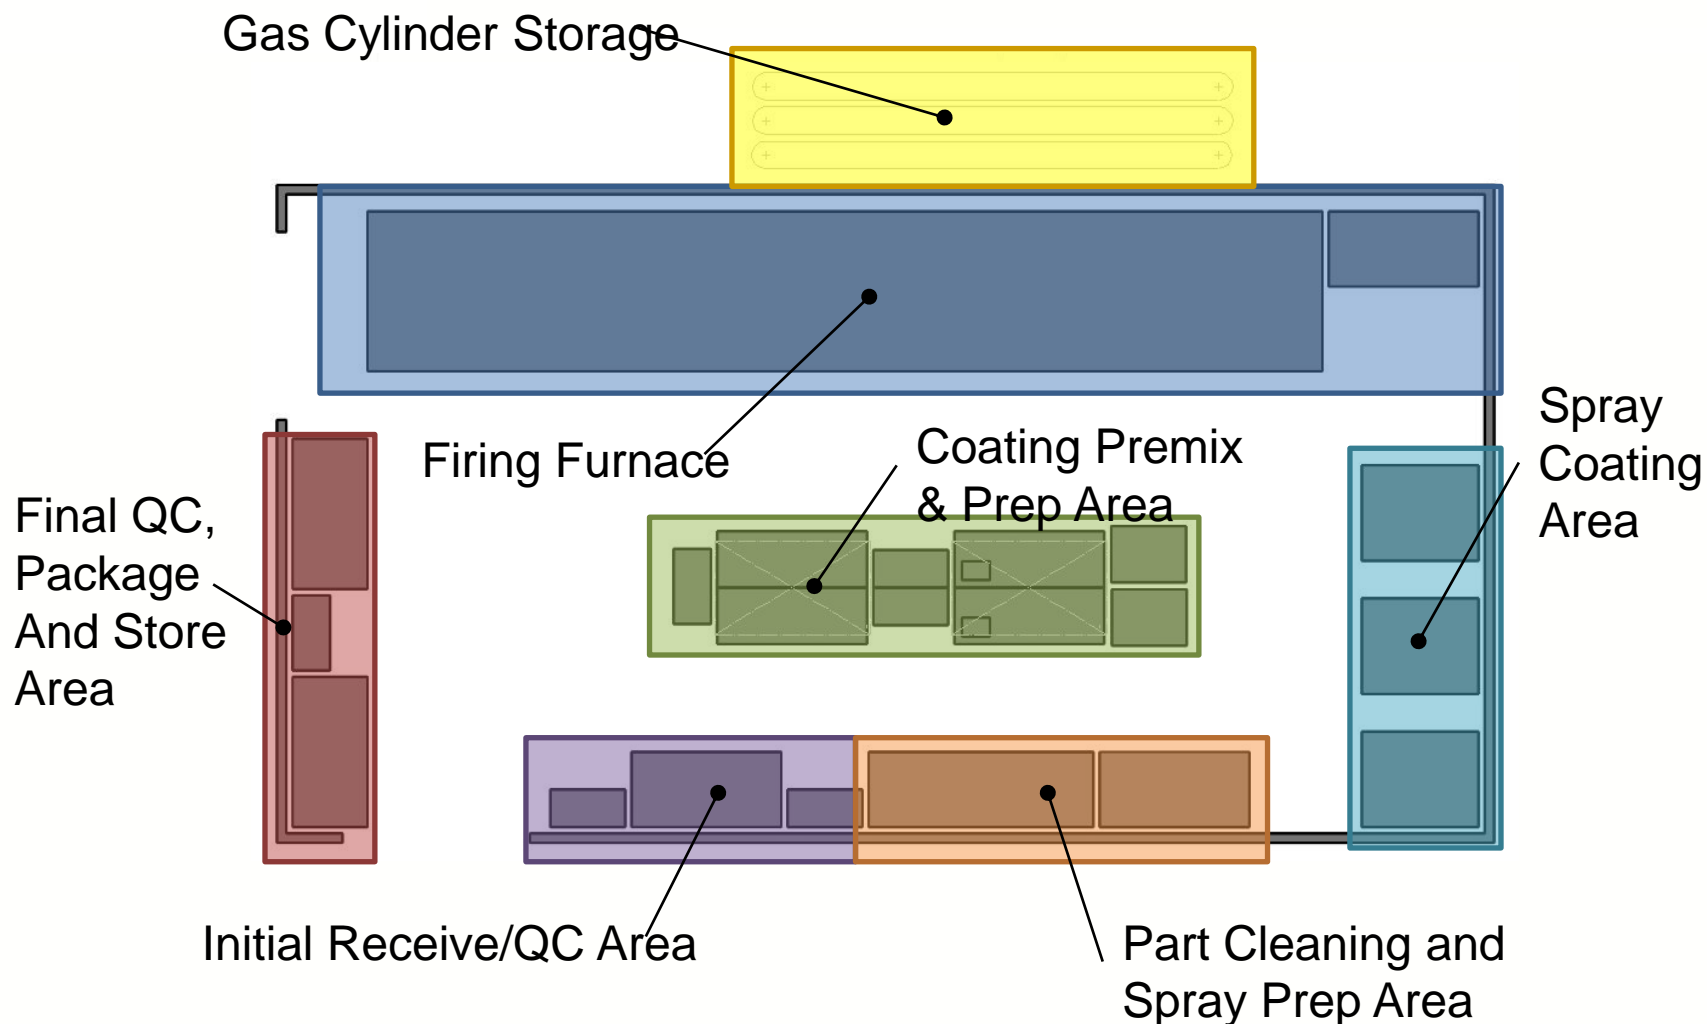 Gas Cylinder Storage
Firing Furnace
Coating Premix
& Prep Area
Spray
Coating
Area
Final QC,
Package
And Store
Area
Initial Receive/QC Area
Part Cleaning and
Spray Prep Area